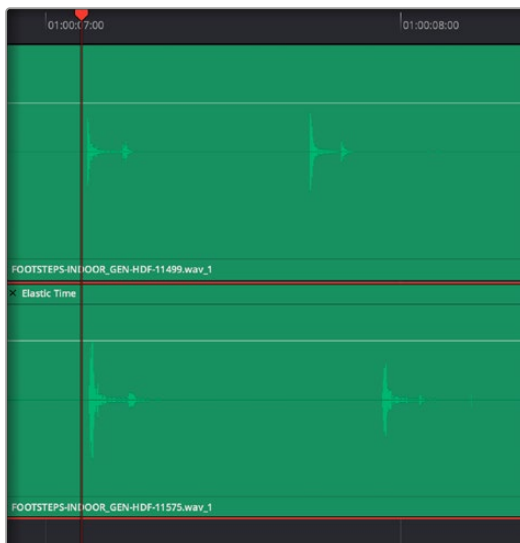 01:00:07:00
01:00:08:00
FOOTSTEPS-INDOOR_GEN-HDF-11499.wav_1
× Elastic Time
FOOTSTEPS-INDOOR_GEN-HDF-11575.wav_1